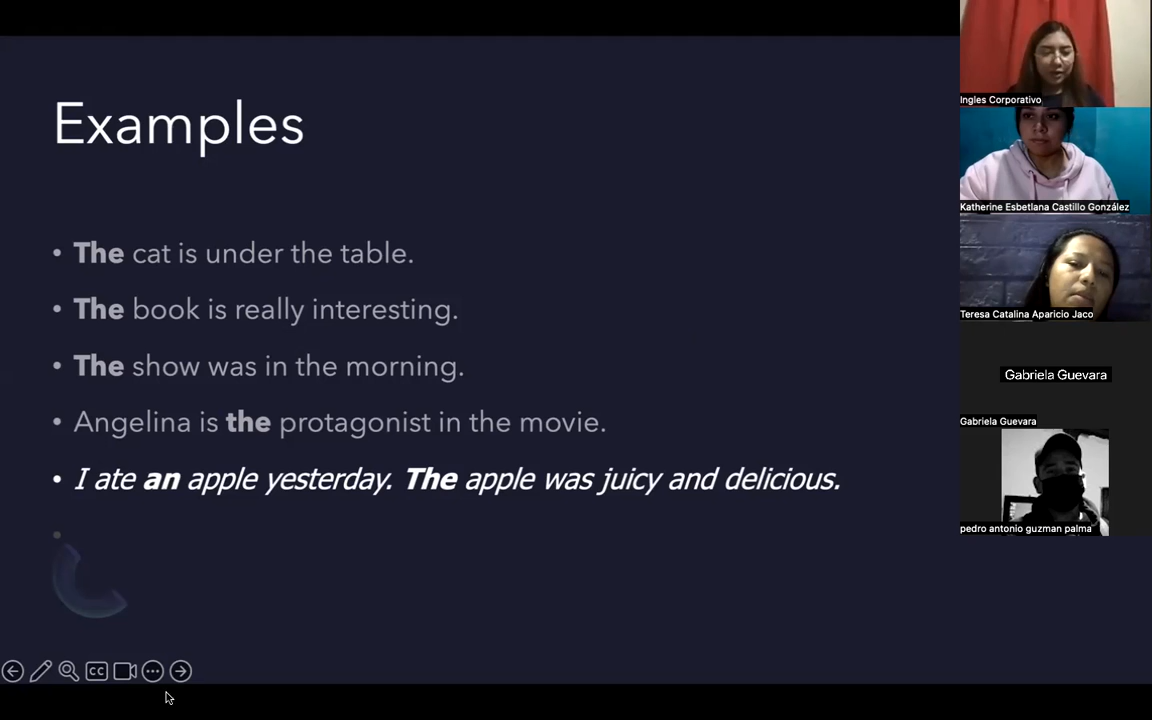 Examples
• The cat is under the table.
• The book is really interesting.
• The show was in the morning.
• Angelina is the protagonist in the movie.
• I ate an apple yesterday. The apple was juicy and delicious.
CC
Ingles Corporativo
Katherine Esbetlana Castillo González
Teresa Catalina Aparicio Jaco
Gabriela Guevara
Gabriela Guevara
pedro antonio guzman palma